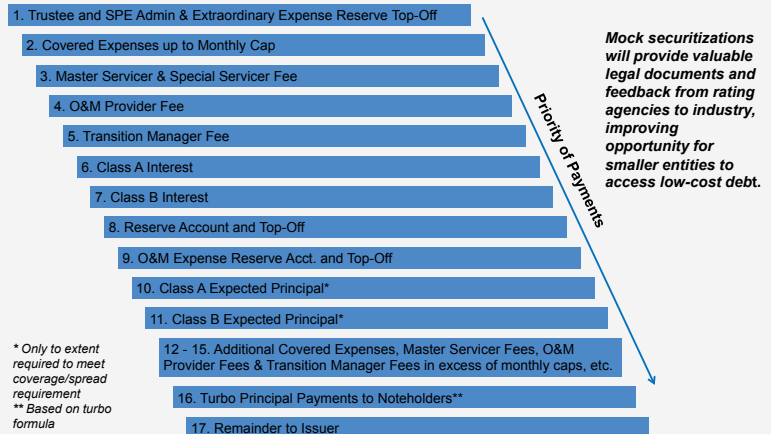 1. Trustee and SPE Admin & Extraordinary Expense Reserve Top-Off
2. Covered Expenses up to Monthly Cap
3. Master Servicer & Special Servicer Fee
4. O&M Provider Fee
5. Transition Manager Fee
6. Class A Interest
7. Class B Interest
8. Reserve Account and Top-Off
9. O&M Expense Reserve Acct. and Top-Off
10. Class A Expected Principal*
11. Class B Expected Principal*
12 - 15. Additional Covered Expenses, Master Servicer Fees, O&M
Provider Fees & Transition Manager Fees in excess of monthly caps, etc.
16. Turbo Principal Payments to Noteholders**
17. Remainder to Issuer
Priority of Payments
Mock securitizations
will provide valuable
legal documents and
feedback from rating
agencies to industry,
improving
opportunity for
smaller entities to
access low-cost debt.
* Only to extent
required to meet
coverage/spread
requirement
** Based on turbo
formula